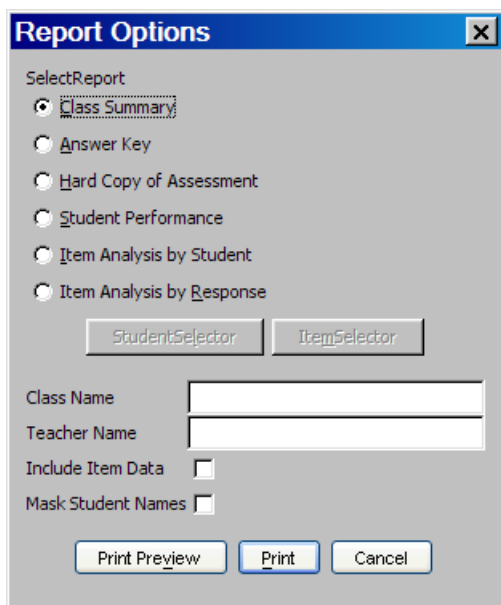 Report Options
SelectReport
Class Summary
Answer Key
Hard Copy of Assessment
Student Performance
Item Analysis by Student
Item Analysis by Response
StudentSelector ItemSelector
Class Name
Teacher Name
Include Item Data
Mask Student Names
Print Preview Print Cancel